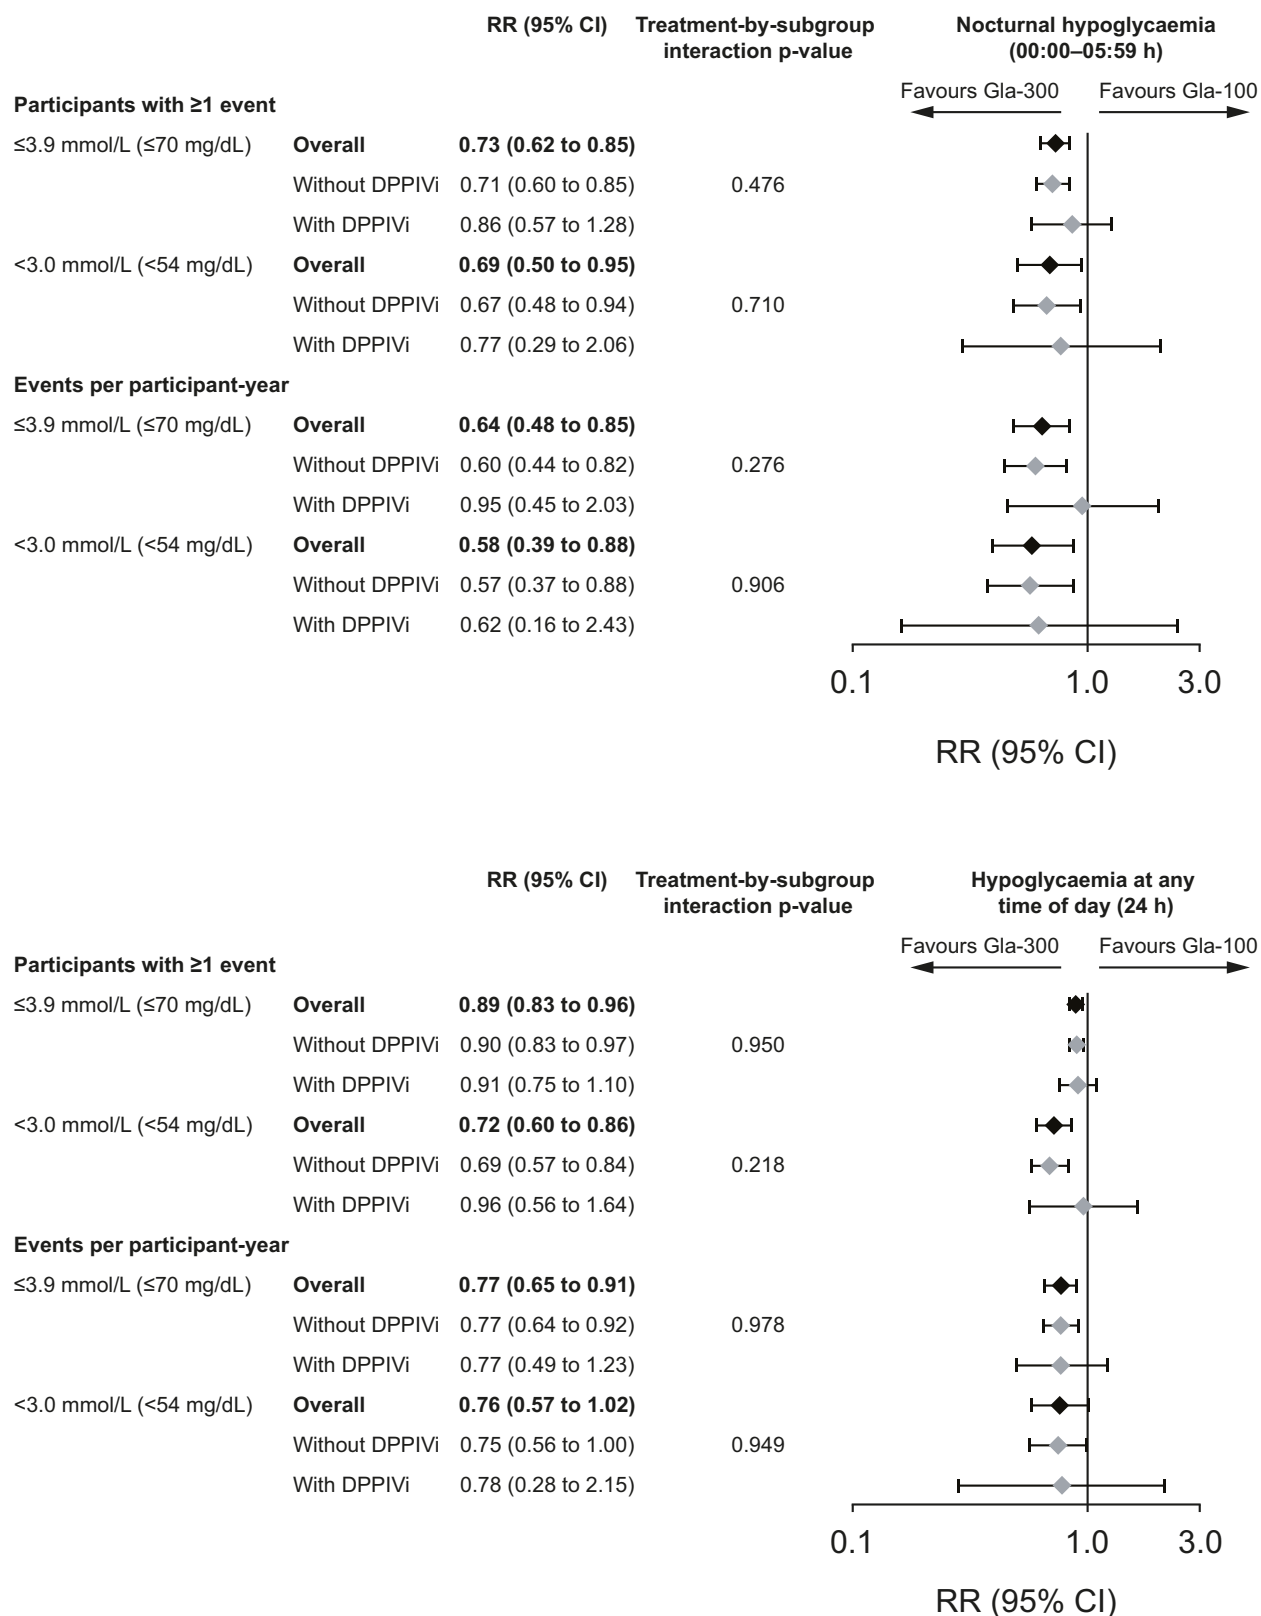 RR (95% CI) Treatment-by-subgroup Nocturnal hypoglycaemia
interaction p-value (00:00–05:59 h)
Favours Gla-300 Favours Gla-100
Participants with ≥1 event
≤3.9 mmol/L (≤70 mg/dL) Overall 0.73 (0.62 to 0.85)
Without DPPIVi 0.71 (0.60 to 0.85) 0.476
With DPPIVi 0.86 (0.57 to 1.28)
<3.0 mmol/L (<54 mg/dL) Overall 0.69 (0.50 to 0.95)
Without DPPIVi 0.67 (0.48 to 0.94) 0.710
With DPPIVi 0.77 (0.29 to 2.06)
Events per participant-year
≤3.9 mmol/L (≤70 mg/dL) Overall 0.64 (0.48 to 0.85)
Without DPPIVi 0.60 (0.44 to 0.82) 0.276
With DPPIVi 0.95 (0.45 to 2.03)
<3.0 mmol/L (<54 mg/dL) Overall 0.58 (0.39 to 0.88)
Without DPPIVi 0.57 (0.37 to 0.88) 0.906
With DPPIVi 0.62 (0.16 to 2.43)
0.1 1.0 3.0
RR (95% CI)
RR (95% CI) Treatment-by-subgroup Hypoglycaemia at any
interaction p-value time of day (24 h)
Favours Gla-300 Favours Gla-100
Participants with ≥1 event
≤3.9 mmol/L (≤70 mg/dL) Overall 0.89 (0.83 to 0.96)
Without DPPIVi 0.90 (0.83 to 0.97) 0.950
With DPPIVi 0.91 (0.75 to 1.10)
<3.0 mmol/L (<54 mg/dL) Overall 0.72 (0.60 to 0.86)
Without DPPIVi 0.69 (0.57 to 0.84) 0.218
With DPPIVi 0.96 (0.56 to 1.64)
Events per participant-year
≤3.9 mmol/L (≤70 mg/dL) Overall 0.77 (0.65 to 0.91)
Without DPPIVi 0.77 (0.64 to 0.92) 0.978
With DPPIVi 0.77 (0.49 to 1.23)
<3.0 mmol/L (<54 mg/dL) Overall 0.76 (0.57 to 1.02)
Without DPPIVi 0.75 (0.56 to 1.00) 0.949
With DPPIVi 0.78 (0.28 to 2.15)
0.1 1.0 3.0
RR (95% CI)